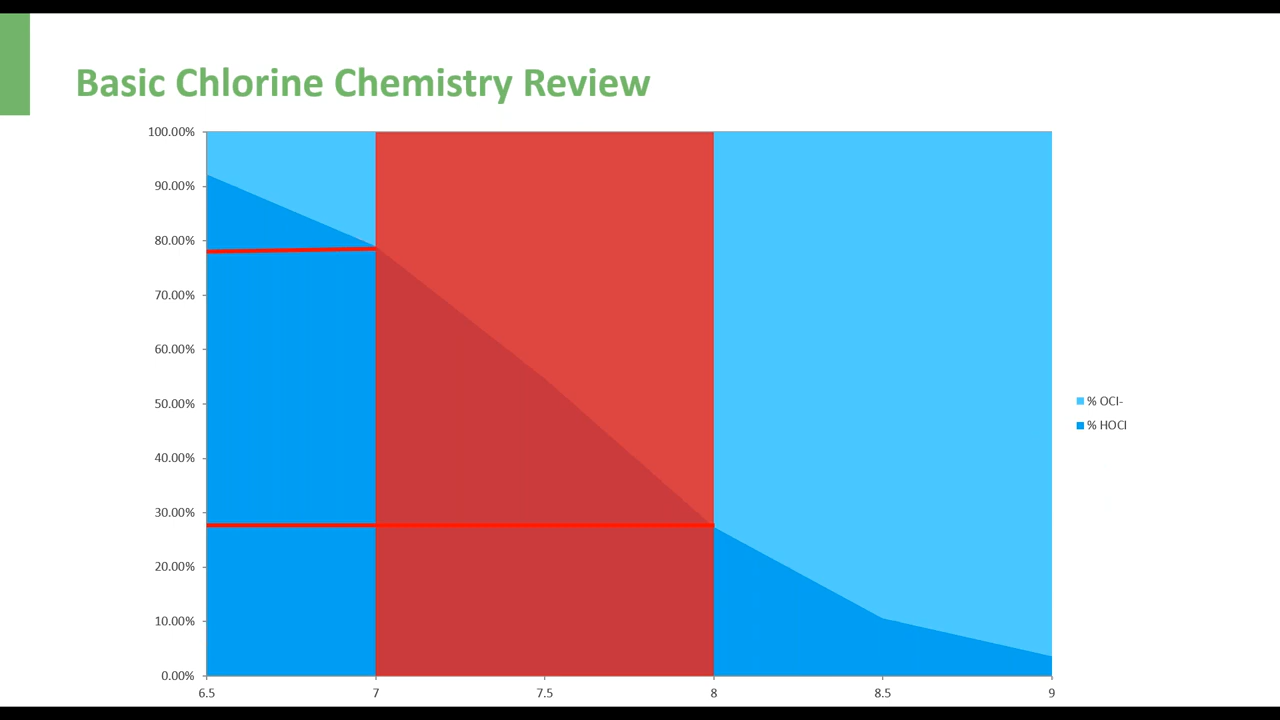 Basic Chlorine Chemistry Review
100.00%
90.00%
80.00%
70.00%
60.00%
50.00%
40.00%
30.00%
20.00%
10.00%
0.00%
6.5 7 7.5 8 8.5 9
% OCl-
% HOCl